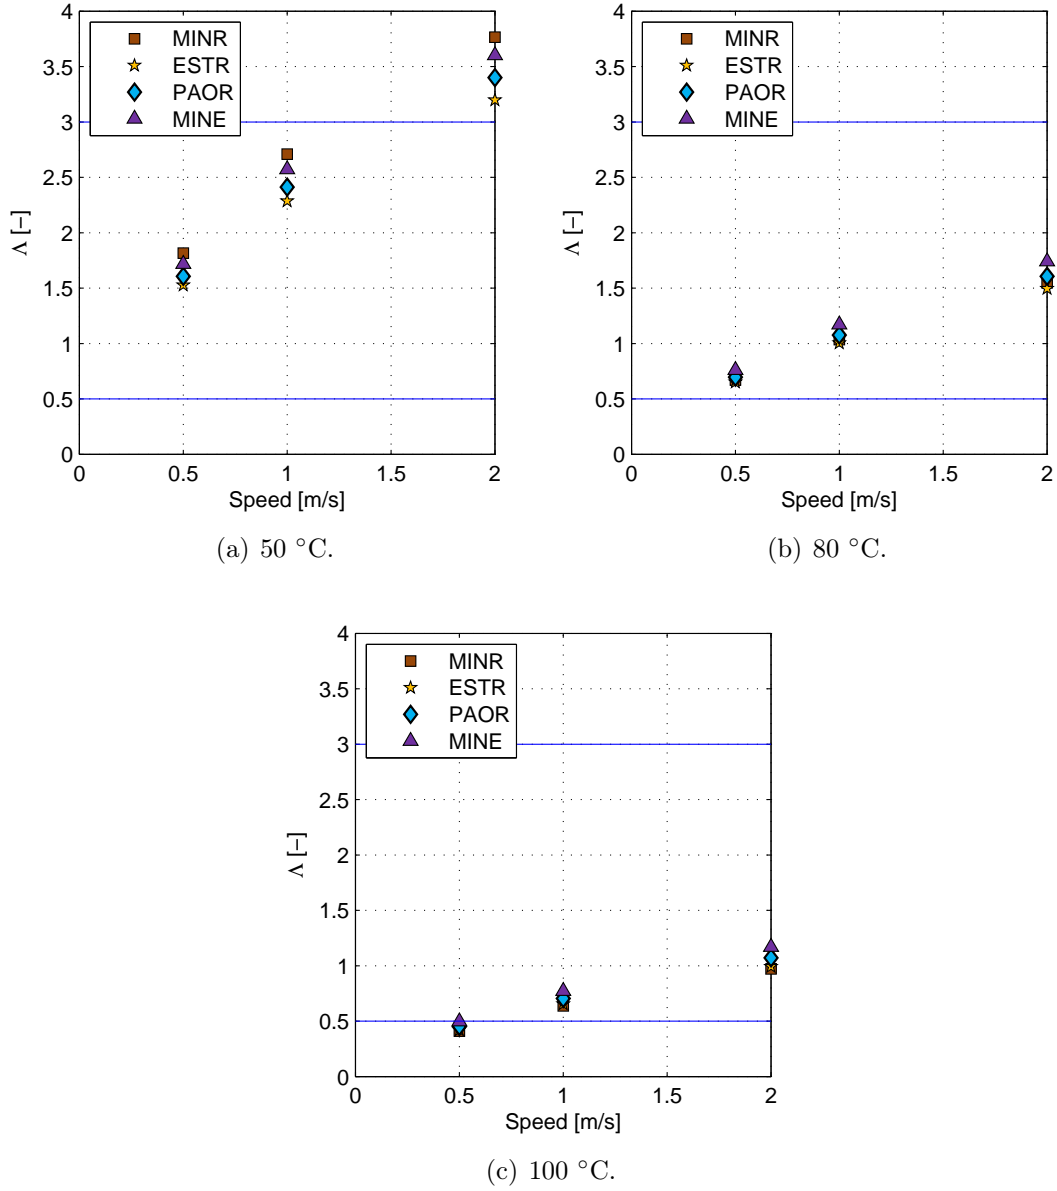 4
3.5
3
2.5
2
1.5
1
0.5
0
Λ [−]
MINR
ESTR
PAOR
MINE
0 0.5 1 1.5 2
Speed [m/s]
(a) 50 °C.
4
3.5
3
2.5
2
1.5
1
0.5
0
Λ [−]
MINR
ESTR
PAOR
MINE
0 0.5 1 1.5 2
Speed [m/s]
(b) 80 °C.
4
3.5
3
2.5
2
1.5
1
0.5
0
Λ [−]
MINR
ESTR
PAOR
MINE
0 0.5 1 1.5 2
Speed [m/s]
(c) 100 °C.